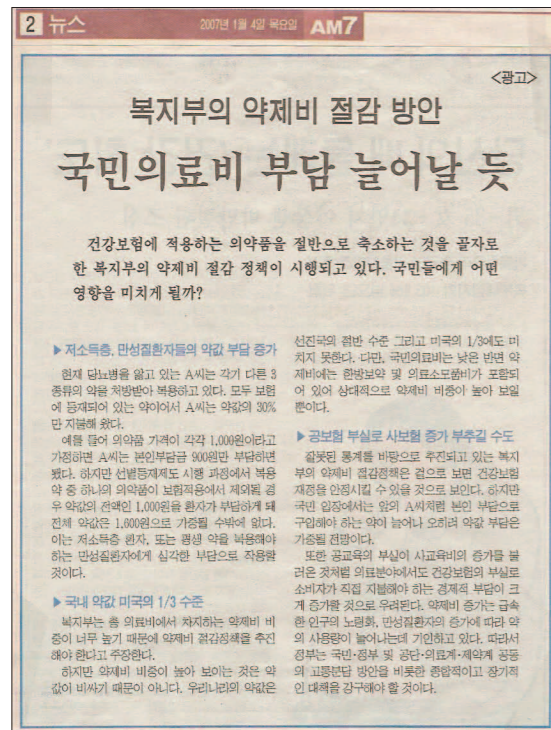 2 뉴스
2007년 1월 4일 목요일 AM7
<광고>
복지부의 약제비 절감 방안
국민의료비 부담 늘어날 듯
건강보험에 적용하는 의약품을 절반으로 축소하는 것을 골자로
한 복지부의 약제비 절감 정책이 시행되고 있다. 국민들에게 어떤
영향을 미치게 될까?
▶ 저소득층, 만성질환자들의 약값 부담 증가
현재 당뇨병을 앓고 있는 A씨는 각기 다른 3
종류의 약을 처방받아 복용하고 있다. 모두 보험
에 등재되어 있는 약이어서 A씨는 약값의 30%
만 지불해 왔다.
예를 들어 의약품 가격이 각각 1,000원이라고
가정하면 A씨는 본인부담금 900원만 부담하면
됐다. 하지만 선별등재제도 시행 과정에서 복용
약 중 하나의 의약품이 보험적용에서 제외될 경
우 약값의 전액인 1,000원을 환자가 부담하게 돼
전체 약값은 1,600원으로 가중될 수밖에 없다.
이는 저소득층 환자, 또는 평생 약을 복용해야
하는 만성질환자에게 심각한 부담으로 작용할
것이다.
▶ 국내 약값 미국의 1/3 수준
복지부는 총 의료비에서 차지하는 약제비 비
중이 너무 높기 때문에 약제비 절감정책을 추진
해야 한다고 주장한다.
하지만 약제비 비중이 높아 보이는 것은 약
값이 비싸기 때문이 아니다. 우리나라의 약값은
선진국의 절반 수준 그리고 미국의 1/3에도 미
치지 못한다. 다만, 국민의료비는 낮은 반면 약
제비에는 한방보약 및 의료소모품비가 포함되
어 있어 상대적으로 약제비 비중이 높아 보일
뿐이다.
▶ 공보험 부실로 사보험 증가 부추길 수도
잘못된 통계를 바탕으로 추진되고 있는 복지
부의 약제비 절감정책은 겉으로 보면 건강보험
재정을 안정시킬 수 있을 것으로 보인다. 하지만
국민 입장에서는 앞의 A씨처럼 본인 부담으로
구입해야 하는 약이 늘어나 오히려 약값 부담은
가중될 전망이다.
또한 공교육의 부실이 사교육비의 증가를 불
러온 것처럼 의료분야에서도 건강보험의 부실로
소비자가 직접 지불해야 하는 경제적 부담이 크
게 증가할 것으로 우려된다. 약제비 증가는 급속
한 인구의 노령화, 만성질환자의 증가에 따라 약
의 사용량이 늘어나는데 기인하고 있다. 따라서
정부는 국민·정부 및 공단·의료계·제약계 공동
의 고통분담 방안을 비롯한 종합적이고 장기적
인 대책을 강구해야 할 것이다.